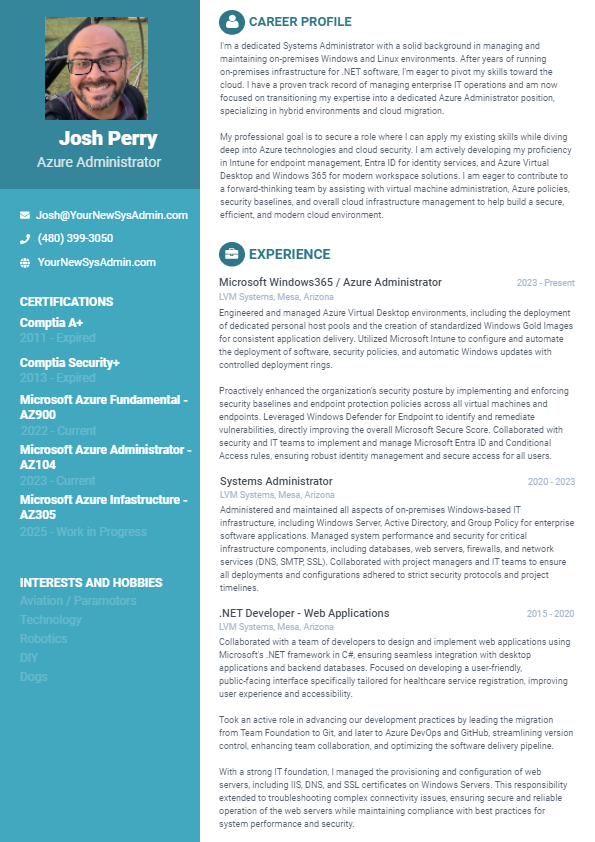 Josh Perry
Azure Administrator
Josh@YourNewSysAdmin.com
(480) 399-3050
YourNewSysAdmin.com
CERTIFICATIONS
Comptia A+
2011 - Expired
Comptia Security+
2013 - Expired
Microsoft Azure Fundamental -
AZ900
2022 - Current
Microsoft Azure Administrator -
AZ104
2023 - Current
Microsoft Azure Infastructure -
AZ305
2025 - Work in Progress
INTERESTS AND HOBBIES
Aviation / Paramotors
Technology
Robotics
DIY
Dogs
CAREER PROFILE
I'm a dedicated Systems Administrator with a solid background in managing and
maintaining on-premises Windows and Linux environments. After years of running
on-premises infrastructure for .NET software, I'm eager to pivot my skills toward the
cloud. I have a proven track record of managing enterprise IT operations and am now
focused on transitioning my expertise into a dedicated Azure Administrator position,
specializing in hybrid environments and cloud migration.
My professional goal is to secure a role where I can apply my existing skills while diving
deep into Azure technologies and cloud security. I am actively developing my proficiency
in Intune for endpoint management, Entra ID for identity services, and Azure Virtual
Desktop and Windows 365 for modern workspace solutions. I am eager to contribute to
a forward-thinking team by assisting with virtual machine administration, Azure policies,
security baselines, and overall cloud infrastructure management to help build a secure,
efficient, and modern cloud environment.
EXPERIENCE
Microsoft Windows365 / Azure Administrator 2023 - Present
LVM Systems, Mesa, Arizona
Engineered and managed Azure Virtual Desktop environments, including the deployment
of dedicated personal host pools and the creation of standardized Windows Gold Images
for consistent application delivery. Utilized Microsoft Intune to configure and automate
the deployment of software, security policies, and automatic Windows updates with
controlled deployment rings.
Proactively enhanced the organization's security posture by implementing and enforcing
security baselines and endpoint protection policies across all virtual machines and
endpoints. Leveraged Windows Defender for Endpoint to identify and remediate
vulnerabilities, directly improving the overall Microsoft Secure Score. Collaborated with
security and IT teams to implement and manage Microsoft Entra ID and Conditional
Access rules, ensuring robust identity management and secure access for all users.
Systems Administrator 2020 - 2023
LVM Systems, Mesa, Arizona
Administered and maintained all aspects of on-premises Windows-based IT
infrastructure, including Windows Server, Active Directory, and Group Policy for enterprise
software applications. Managed system performance and security for critical
infrastructure components, including databases, web servers, firewalls, and network
services (DNS, SMTP, SSL). Collaborated with project managers and IT teams to ensure
all deployments and configurations adhered to strict security protocols and project
timelines.
.NET Developer - Web Applications 2015 - 2020
LVM Systems, Mesa, Arizona
Collaborated with a team of developers to design and implement web applications using
Microsoft's .NET framework in C#, ensuring seamless integration with desktop
applications and backend databases. Focused on developing a user-friendly,
public-facing interface specifically tailored for healthcare service registration, improving
user experience and accessibility.
Took an active role in advancing our development practices by leading the migration
from Team Foundation to Git, and later to Azure DevOps and GitHub, streamlining version
control, enhancing team collaboration, and optimizing the software delivery pipeline.
With a strong IT foundation, I managed the provisioning and configuration of web
servers, including IIS, DNS, and SSL certificates on Windows Servers. This responsibility
extended to troubleshooting complex connectivity issues, ensuring secure and reliable
operation of the web servers while maintaining compliance with best practices for
system performance and security.